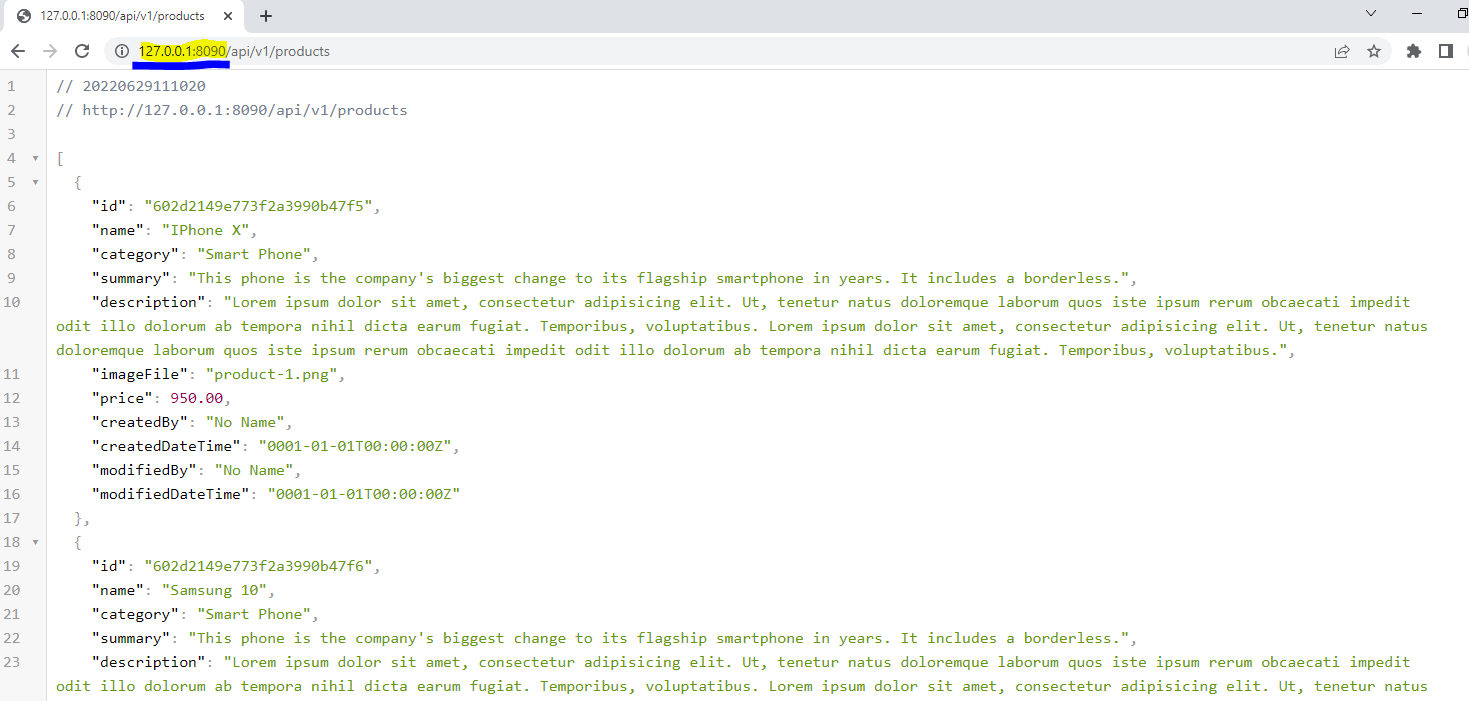 127.0.0.1:8090/api/v1/products
127.0.0.1:8090/api/v1/products
1 // 20220629111020
2 // http://127.0.0.1:8090/api/v1/products
3
4 [
5 {
6 "id": "602d2149e773f2a3990b47f5",
7 "name": "IPhone X",
8 "category": "Smart Phone",
9 "summary": "This phone is the company's biggest change to its flagship smartphone in years. It includes a borderless.",
10 "description": "Lorem ipsum dolor sit amet, consectetur adipisicing elit. Ut, tenetur natus doloremque laborum quos iste ipsum rerum obcaecati impedit
odit illo dolorum ab tempora nihil dicta earum fugiat. Temporibus, voluptatibus. Lorem ipsum dolor sit amet, consectetur adipisicing elit. Ut, tenetur natus
doloremque laborum quos iste ipsum rerum obcaecati impedit odit illo dolorum ab tempora nihil dicta earum fugiat. Temporibus, voluptatibus.",
11 "imageFile": "product-1.png",
12 "price": 950.00,
13 "createdBy": "No Name",
14 "createdDateTime": "0001-01-01T00:00:00Z",
15 "modifiedBy": "No Name",
16 "modifiedDateTime": "0001-01-01T00:00:00Z"
17 },
18 {
19 "id": "602d2149e773f2a3990b47f6",
20 "name": "Samsung 10",
21 "category": "Smart Phone",
22 "summary": "This phone is the company's biggest change to its flagship smartphone in years. It includes a borderless.",
23 "description": "Lorem ipsum dolor sit amet, consectetur adipisicing elit. Ut, tenetur natus doloremque laborum quos iste ipsum rerum obcaecati impedit
odit illo dolorum ab tempora nihil dicta earum fugiat. Temporibus, voluptatibus. Lorem ipsum dolor sit amet, consectetur adipisicing elit. Ut, tenetur natus